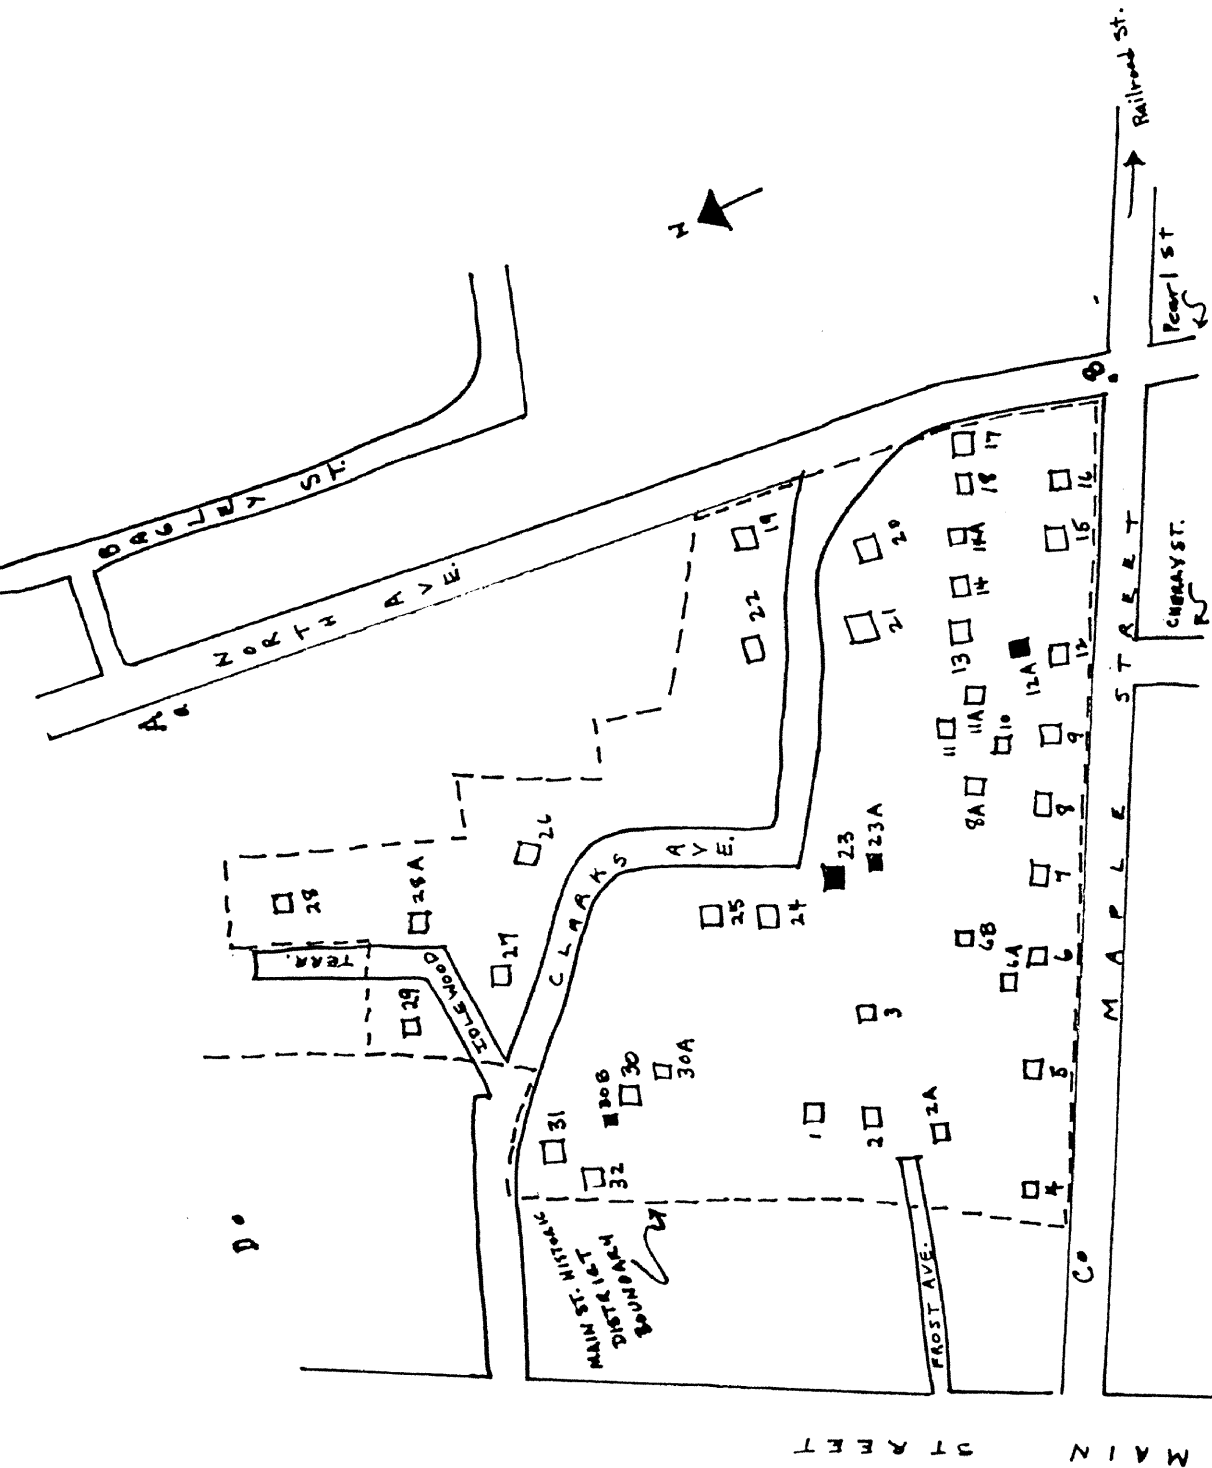 Railroad St.
N
Pearl St
BAGLEY ST.
B
NORTH AVE.
A
17
18
16
19
20
14A
15
CHERRY ST.
22
21
14
13
12A
12
MAPLE STREET
11A
11
10
9
8A
8
26
CLARKS AVE.
23
23A
28
28A
7
25
24
6B
6A
6
TERR.
IDLEWOOD
27
29
3
5
30B
30
30A
1
2
2A
31
32
4
D
MAIN ST. HISTORIC
DISTRICT
BOUNDARY
C
FROST AVE.
MAIN STREET